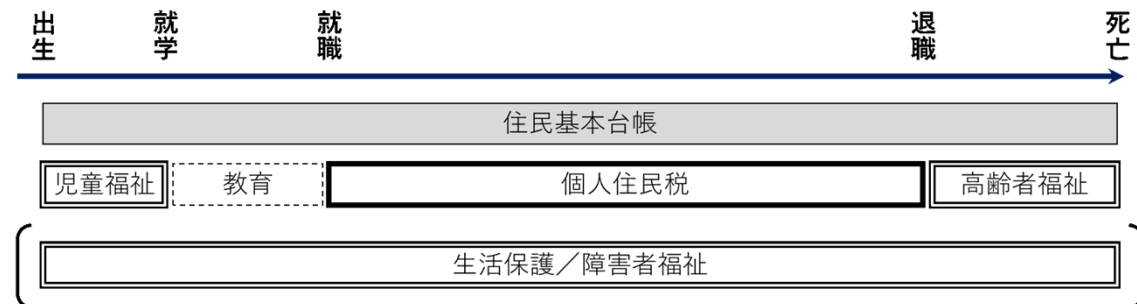 出生
就学
就職
退職
死亡
住民基本台帳
児童福祉
教育
個人住民税
高齢者福祉
生活保護／障害者福祉